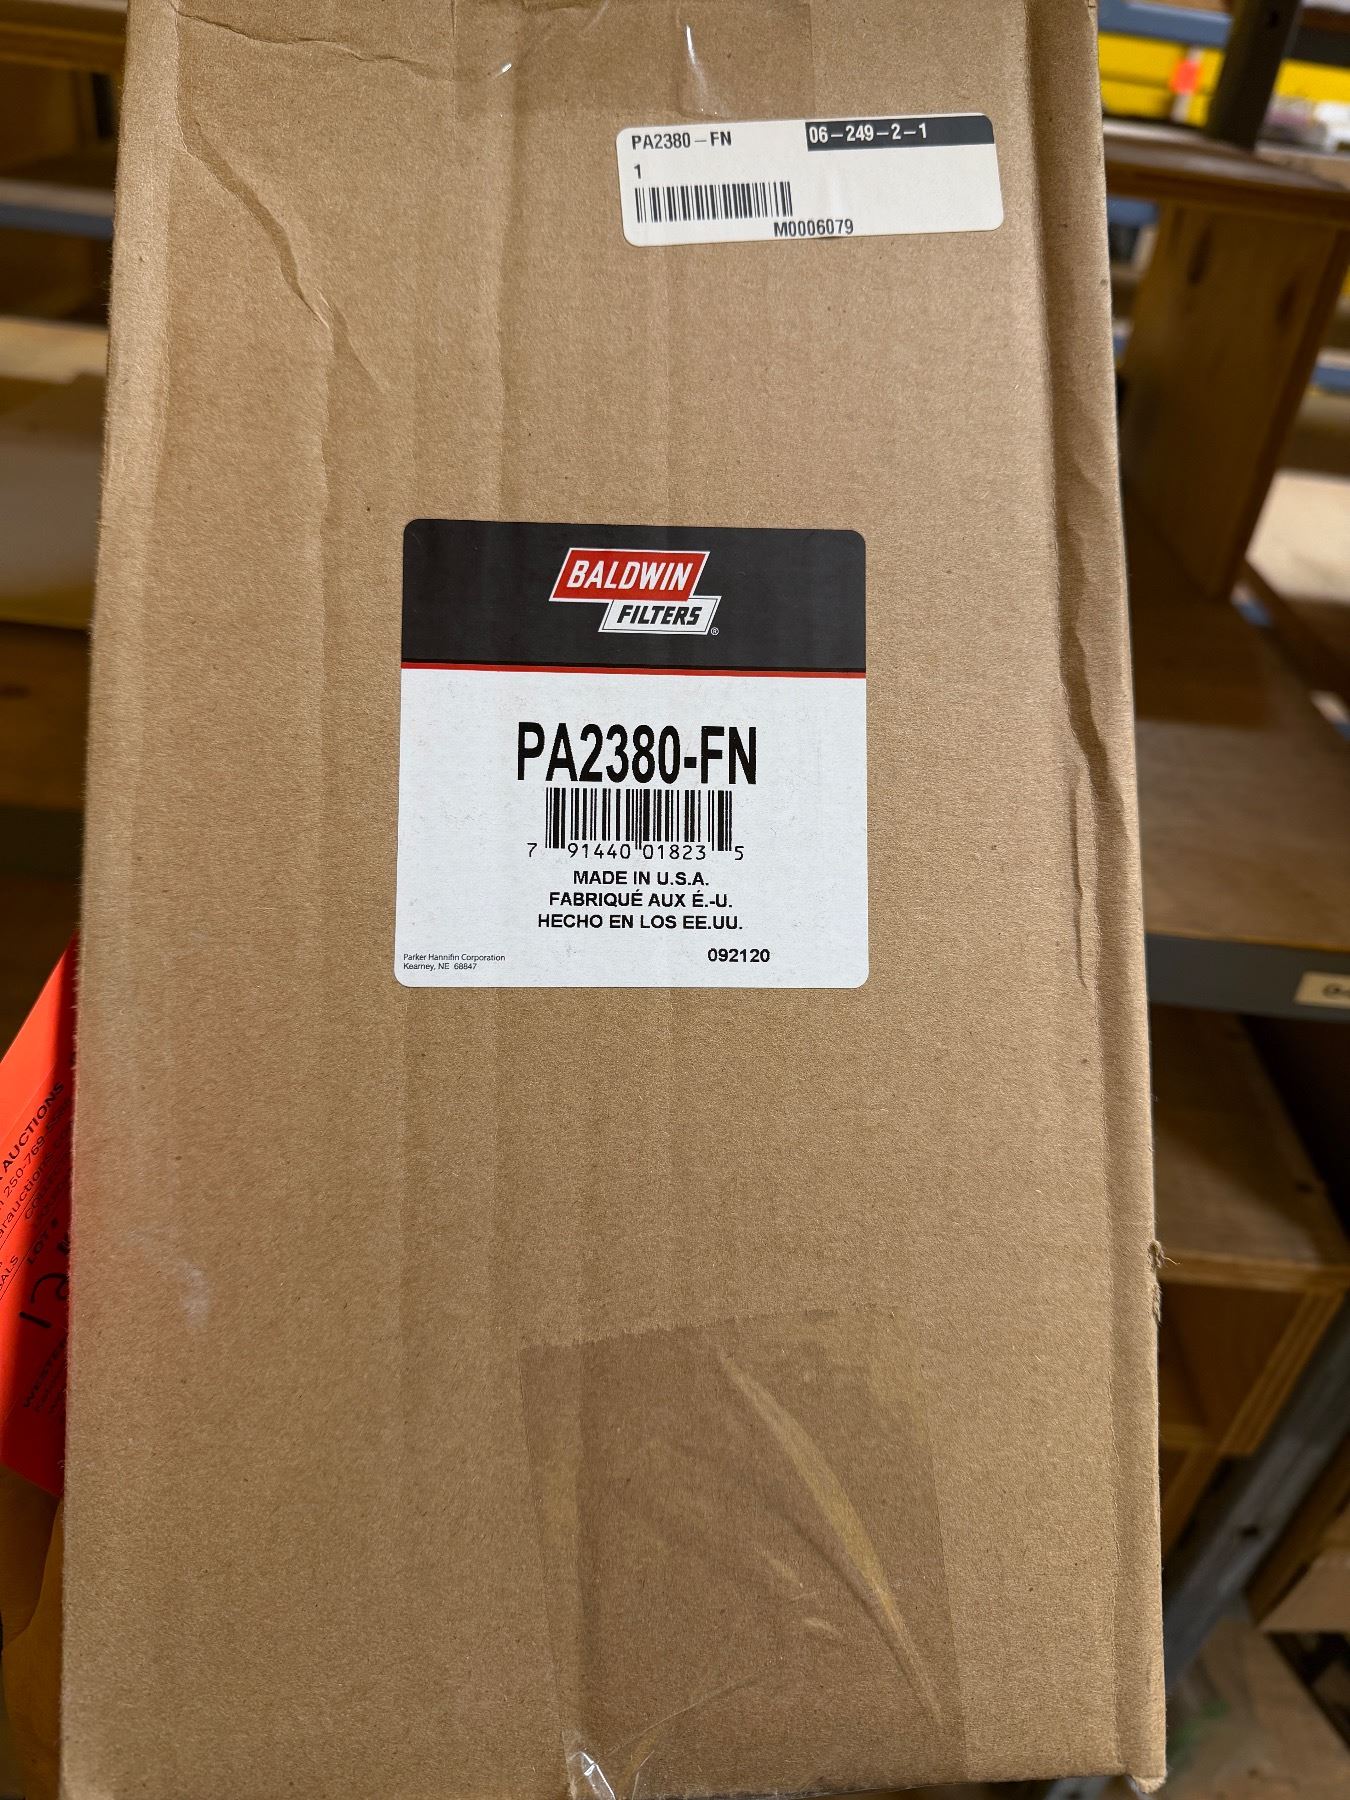 PA2380-FN 06-249-2-1
1
M0006079
BALDWIN
FILTERS®
PA2380-FN
7 91440 01823 5
MADE IN U.S.A.
FABRIQUÉ AUX É.-U.
HECHO EN LOS EE.UU.
092120
Parker Hannifin Corporation
Kearney, NE 68847
AUCTIONS
LOT